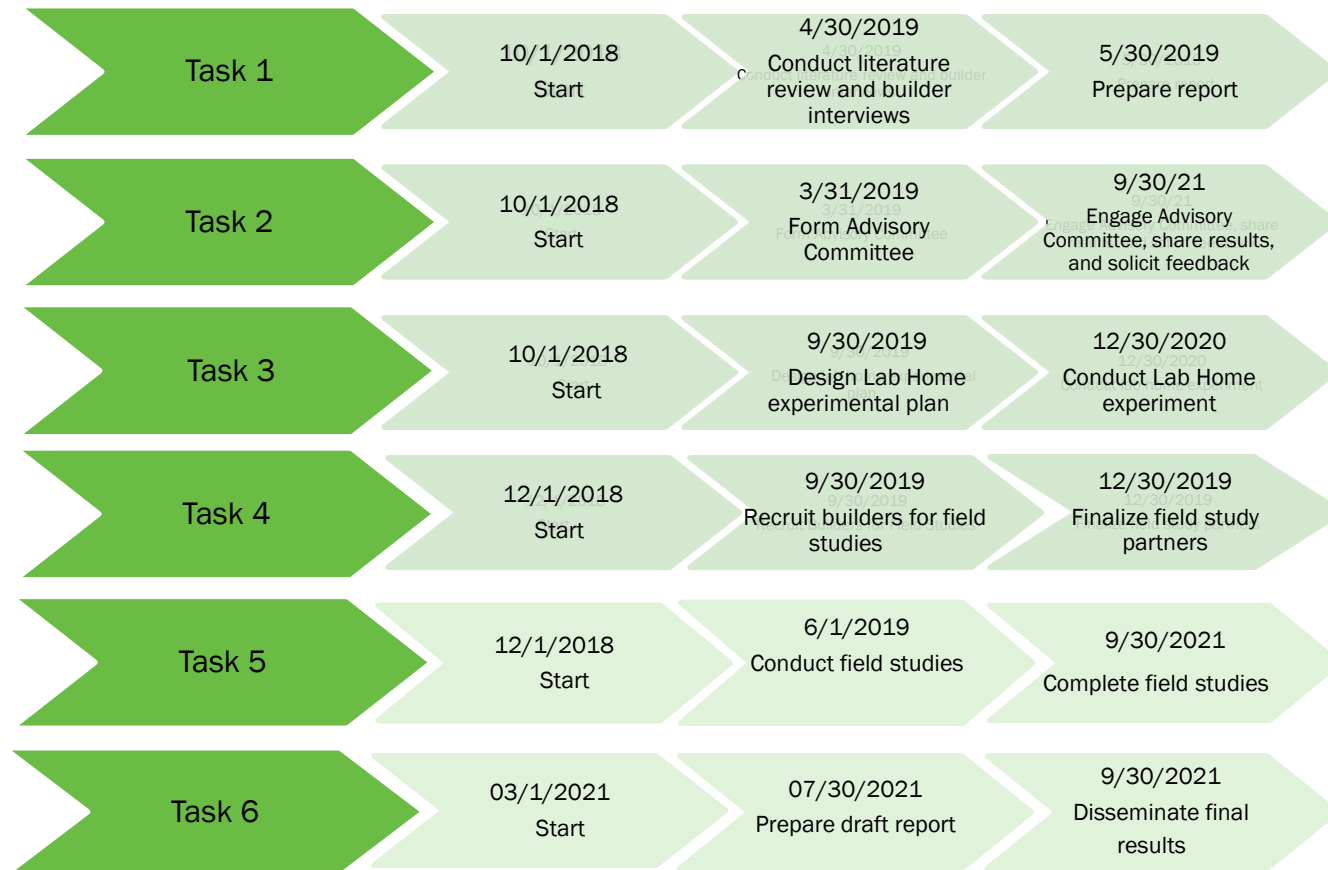 Task 1
10/1/2018
Start
4/30/2019
Conduct literature
review and builder
interviews
5/30/2019
Prepare report
Task 2
10/1/2018
Start
3/31/2019
Form Advisory
Committee
9/30/21
Engage Advisory
Committee, share results,
and solicit feedback
Task 3
10/1/2018
Start
9/30/2019
Design Lab Home
experimental plan
12/30/2020
Conduct Lab Home
experiment
Task 4
12/1/2018
Start
9/30/2019
Recruit builders for field
studies
12/30/2019
Finalize field study
partners
Task 5
12/1/2018
Start
6/1/2019
Conduct field studies
9/30/2021
Complete field studies
Task 6
03/1/2021
Start
07/30/2021
Prepare draft report
9/30/2021
Disseminate final
results